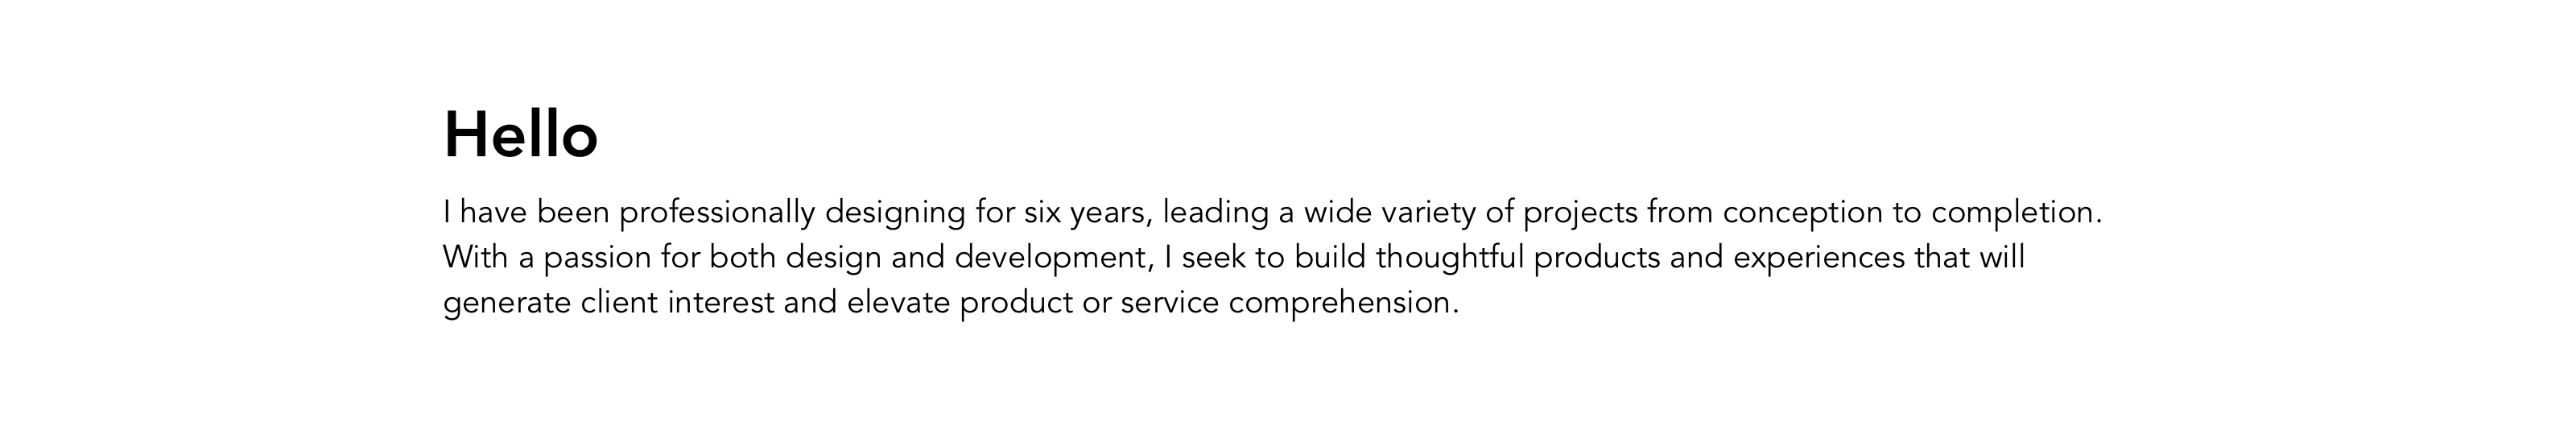 Hello
I have been professionally designing for six years, leading a wide variety of projects from conception to completion.
With a passion for both design and development, I seek to build thoughtful products and experiences that will
generate client interest and elevate product or service comprehension.